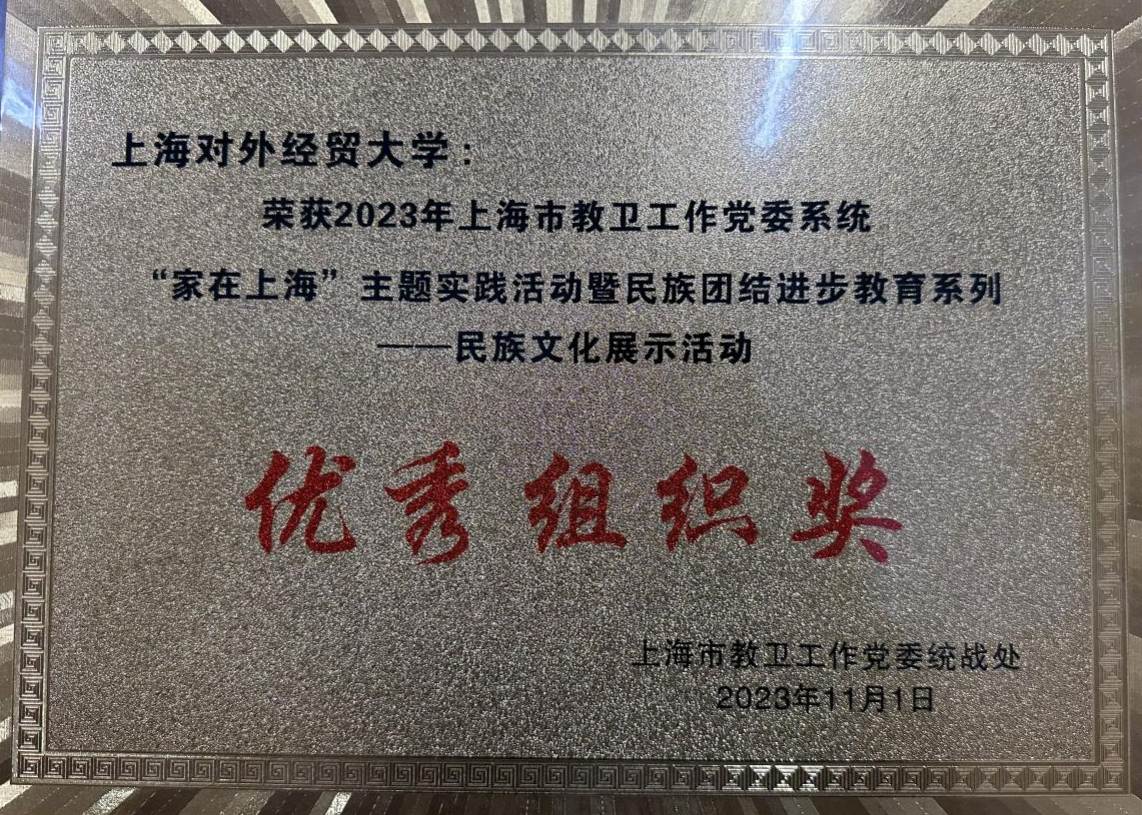 上海对外经贸大学：
荣获2023年上海市教卫工作党委系统
“家在上海”主题实践活动暨民族团结进步教育系列
——民族文化展示活动
优秀组织奖
上海市教卫工作党委统战处
2023年11月1日